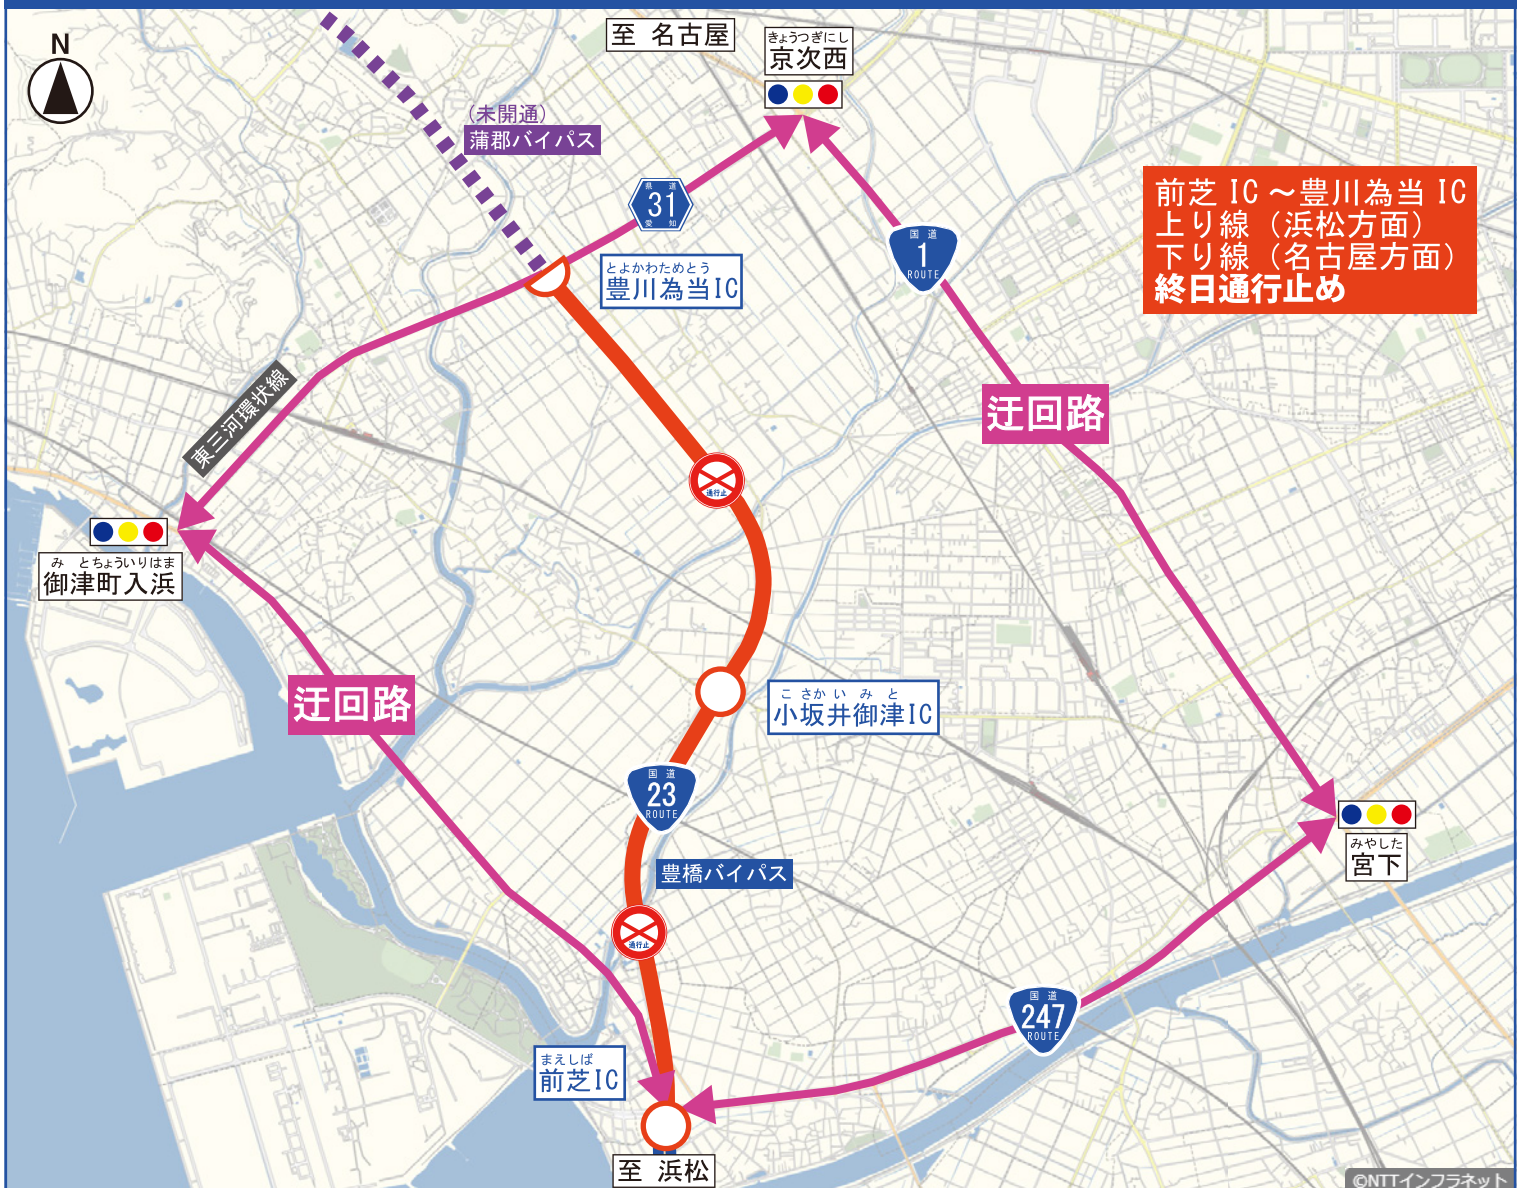 N
至 名古屋
きょうつぎにし
京次西
(未開通)
蒲郡バイパス
県 道
31
愛 知
国 道
1
ROUTE
前芝 IC ～豊川為当 IC
上り線（浜松方面）
下り線（名古屋方面）
終日通行止め
とよかわためとう
豊川為当IC
東三河環状線
迂回路
通行止
みとちょういりはま
御津町入浜
迂回路
こさかいみと
小坂井御津IC
国 道
23
ROUTE
豊橋バイパス
みやした
宮下
通行止
国 道
247
ROUTE
まえしば
前芝IC
至 浜松
©NTTインフラネット